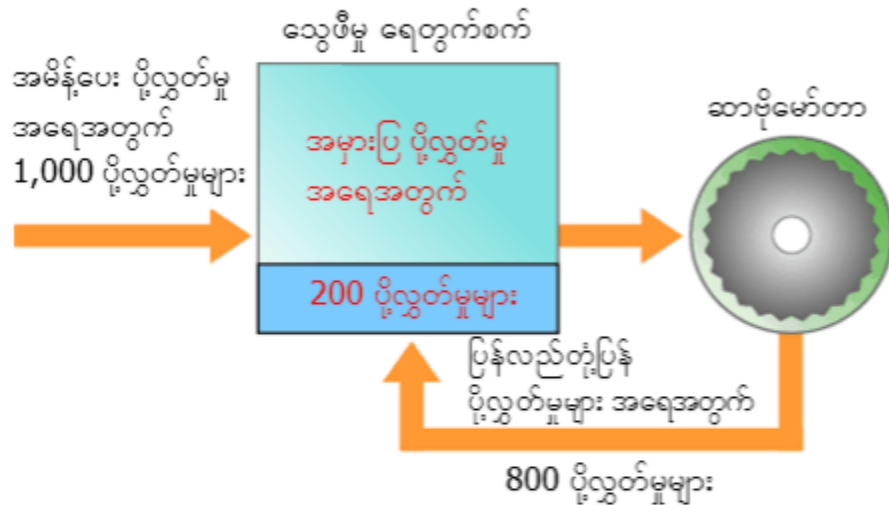 သွေဖီမှု ရေတွက်စက်
အမိန့်ပေး ပို့လွှတ်မှု
အရေအတွက်
1,000 ပို့လွှတ်မှုများ
အမှားပြ ပို့လွှတ်မှု
အရေအတွက်
200 ပို့လွှတ်မှုများ
ဆာဗိုမော်တာ
ပြန်လည်တုံ့ပြန်
ပို့လွှတ်မှုများ အရေအတွက်
800 ပို့လွှတ်မှုများ